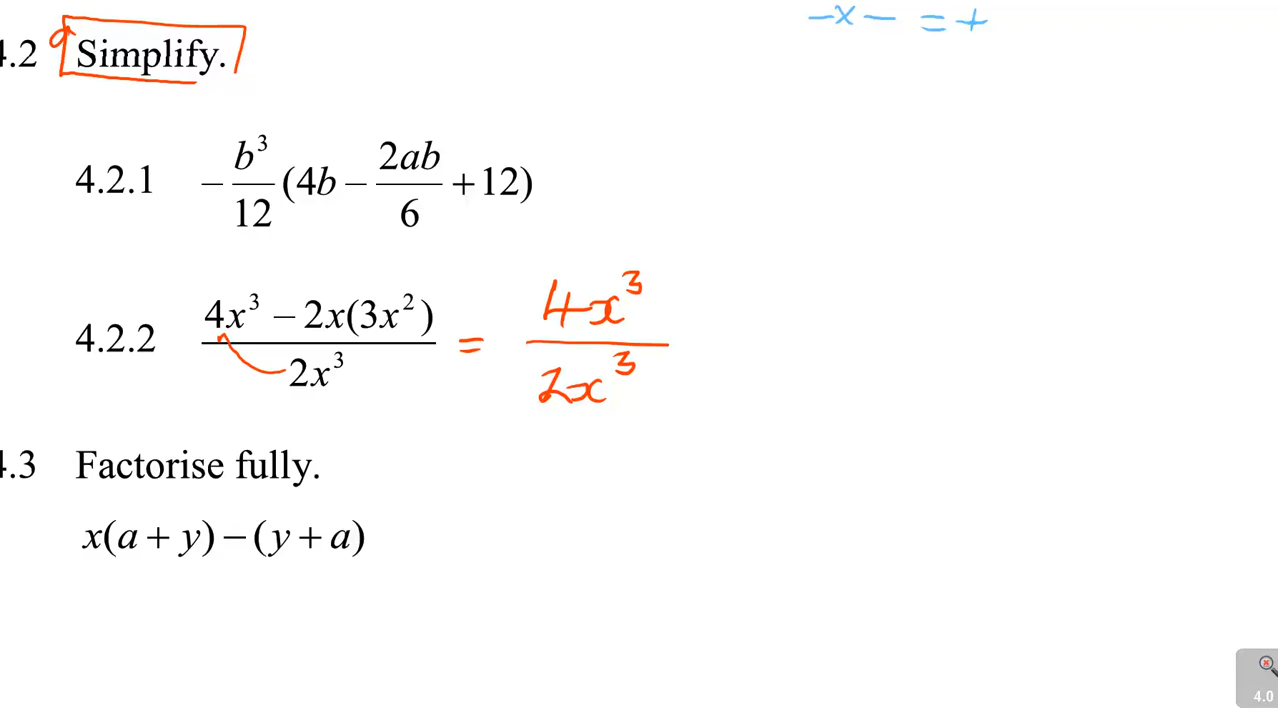 − x − = +
4.2 Simplify.
4.2.1 −b³/12 (4b − 2ab/6 + 12)
4.2.2 (4x³ − 2x(3x²))/(2x³) = 4x³/2x³
4.3 Factorise fully.
x(a + y) − (y + a)
4.0